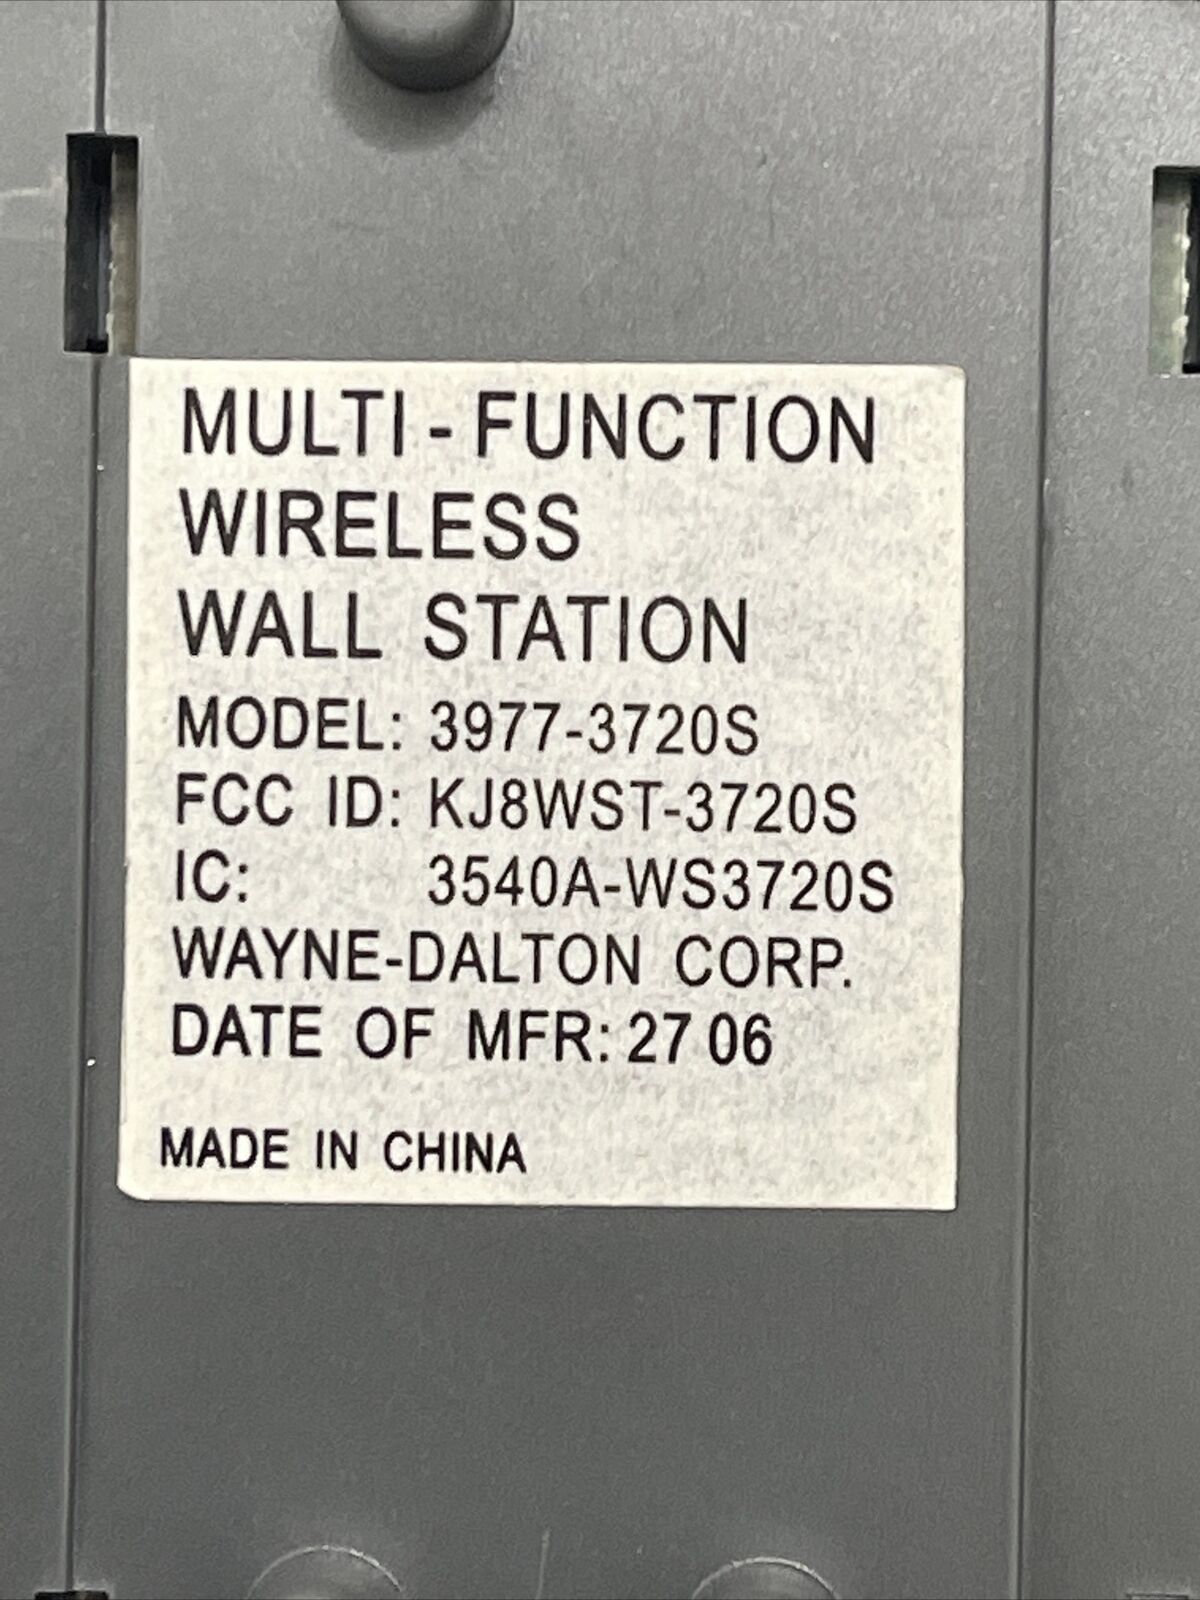 MULTI - FUNCTION
WIRELESS
WALL STATION
MODEL: 3977-3720S
FCC ID: KJ8WST-3720S
IC: 3540A-WS3720S
WAYNE-DALTON CORP.
DATE OF MFR: 27 06
MADE IN CHINA